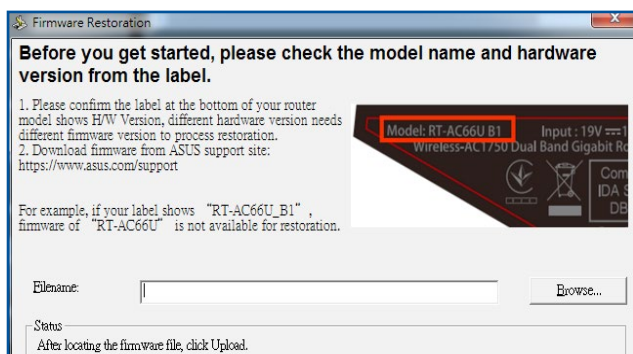 Firmware Restoration
Before you get started, please check the model name and hardware
version from the label.
1. Please confirm the label at the bottom of your router
model shows H/W Version, different hardware version needs
different firmware version to process restoration.
2. Download firmware from ASUS support site:
https://www.asus.com/support
For example, if your label shows “RT-AC66U_B1”,
firmware of “RT-AC66U” is not available for restoration.
Model: RT-AC66U B1 Input : 19V
Wireless-AC1750 Dual Band Gigabit
Com
IDA S
DB
Filename:
Browse...
Status
After locating the firmware file, click Upload.